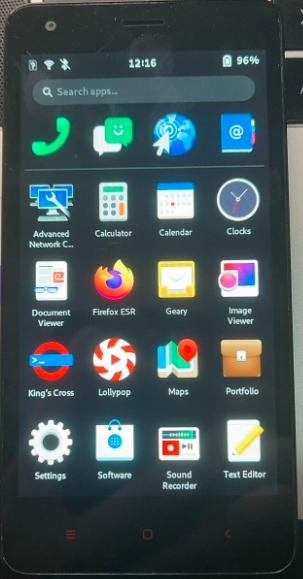 12:16
96%
Search apps...
@
Advanced
Network C...
Calculator
Calendar
Clocks
Document
Viewer
Firefox ESR
Geary
Image
Viewer
King's Cross
Lollypop
Maps
Portfolio
Settings
Software
Sound
Recorder
Text Editor